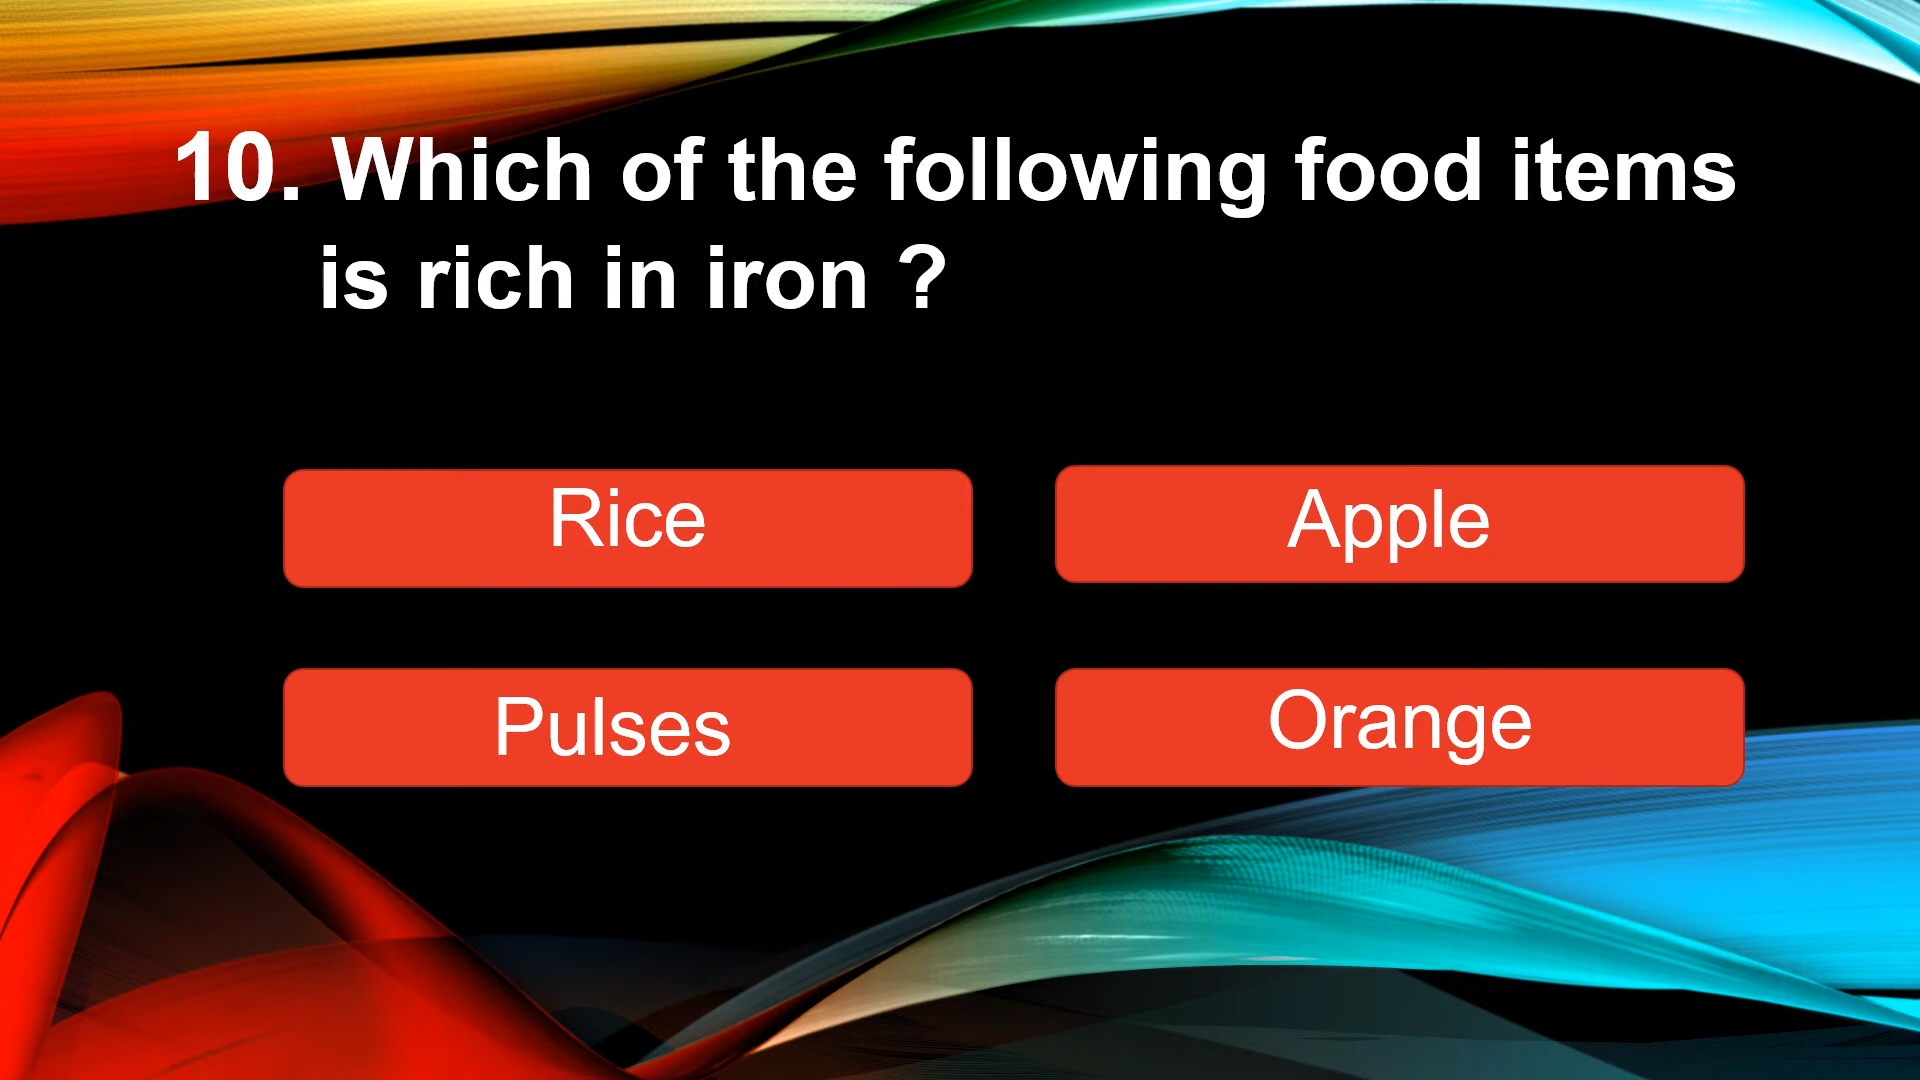 10. Which of the following food items
is rich in iron ?
Rice
Apple
Pulses
Orange